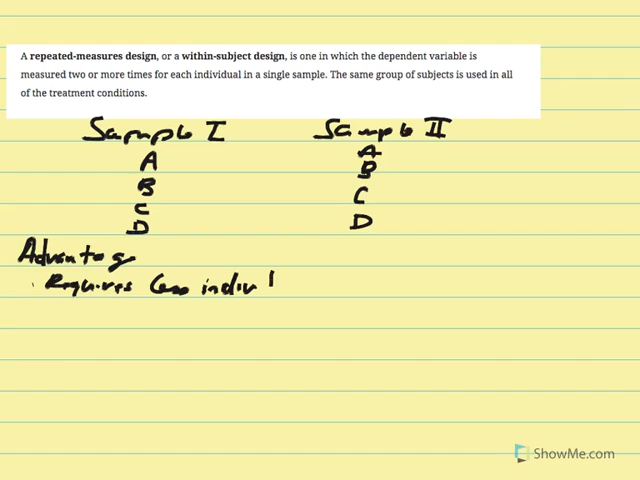 A repeated-measures design, or a within-subject design, is one in which the dependent variable is
measured two or more times for each individual in a single sample. The same group of subjects is used in all
of the treatment conditions.
Sample I Sample II
A A
B B
C C
D D
Advantage
Requires less indiv
ShowMe.com